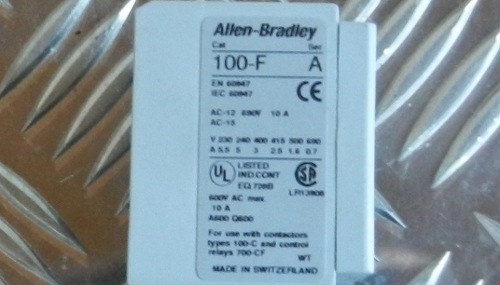 Allen-Bradley
Cat Ser
100-F A
EN 60947
IEC 60947
CE
AC-12 690V 10 A
AC-15
V 230 240 400 415 500 690
A 5.5 5 3 2.5 1.6 0.7
UL LISTED SA
IND.CONT
EQ.728B LR13908
600V AC max.
10 A
A600 Q600
For use with contactors
types 100-C and control
relays 700-CF
WT
MADE IN SWITZERLAND